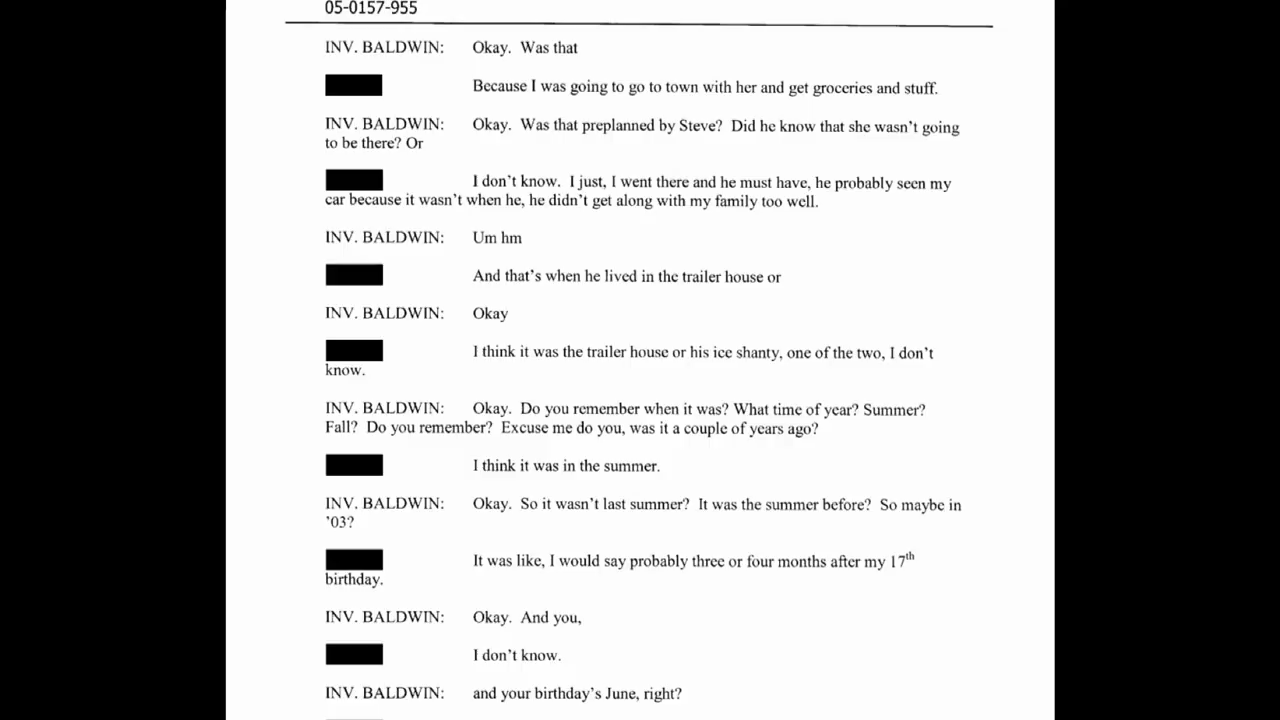 05-0157-955
INV. BALDWIN: Okay. Was that
Because I was going to go to town with her and get groceries and stuff.
INV. BALDWIN: Okay. Was that preplanned by Steve? Did he know that she wasn't going
to be there? Or
I don't know. I just, I went there and he must have, he probably seen my
car because it wasn't when he, he didn't get along with my family too well.
INV. BALDWIN: Um hm
And that's when he lived in the trailer house or
INV. BALDWIN: Okay
I think it was the trailer house or his ice shanty, one of the two, I don't
know.
INV. BALDWIN: Okay. Do you remember when it was? What time of year? Summer?
Fall? Do you remember? Excuse me do you, was it a couple of years ago?
I think it was in the summer.
INV. BALDWIN: Okay. So it wasn't last summer? It was the summer before? So maybe in
'03?
It was like, I would say probably three or four months after my 17th
birthday.
INV. BALDWIN: Okay. And you,
I don't know.
INV. BALDWIN: and your birthday's June, right?